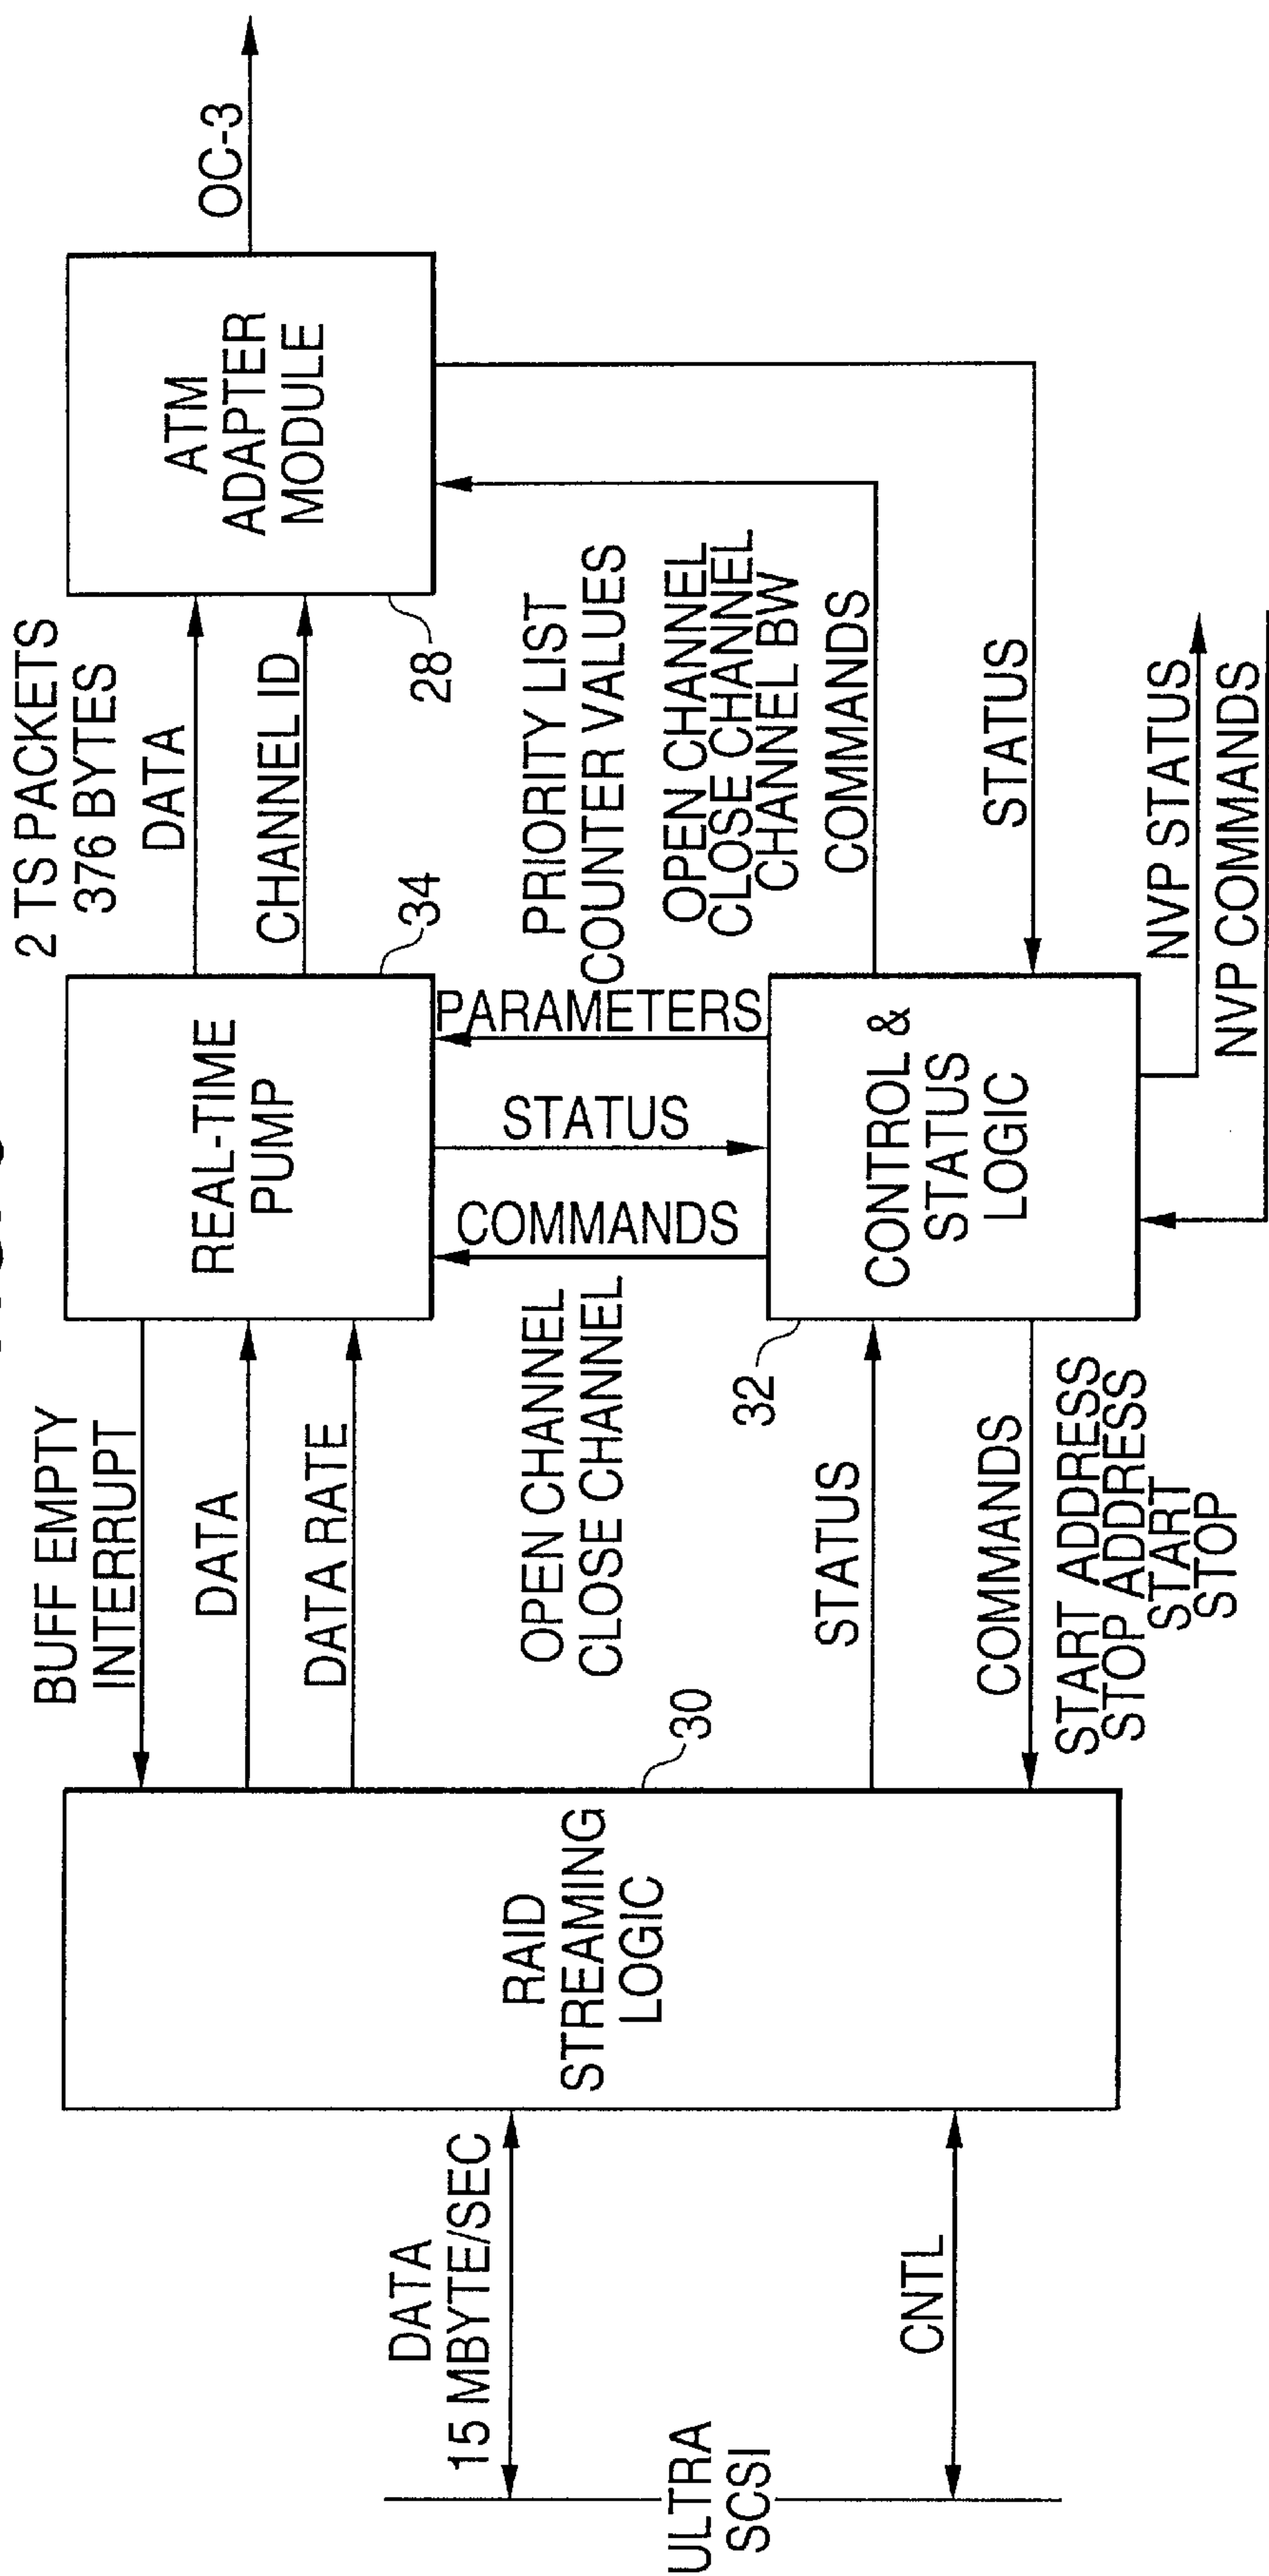 2 TS PACKETS
376 BYTES
BUFF EMPTY
INTERRUPT
DATA
DATA RATE
REAL-TIME
PUMP
34
DATA
CHANNEL ID
ATM
ADAPTER
MODULE
28
OC-3
DATA
15 MBYTE/SEC
ULTRA
SCSI
CNTL
RAID
STREAMING
LOGIC
30
OPEN CHANNEL
CLOSE CHANNEL
COMMANDS
STATUS
PARAMETERS
PRIORITY LIST
COUNTER VALUES
OPEN CHANNEL
CLOSE CHANNEL
CHANNEL BW
COMMANDS
STATUS
32
CONTROL &
STATUS
LOGIC
STATUS
COMMANDS
START ADDRESS
STOP ADDRESS
START
STOP
NVP STATUS
NVP COMMANDS